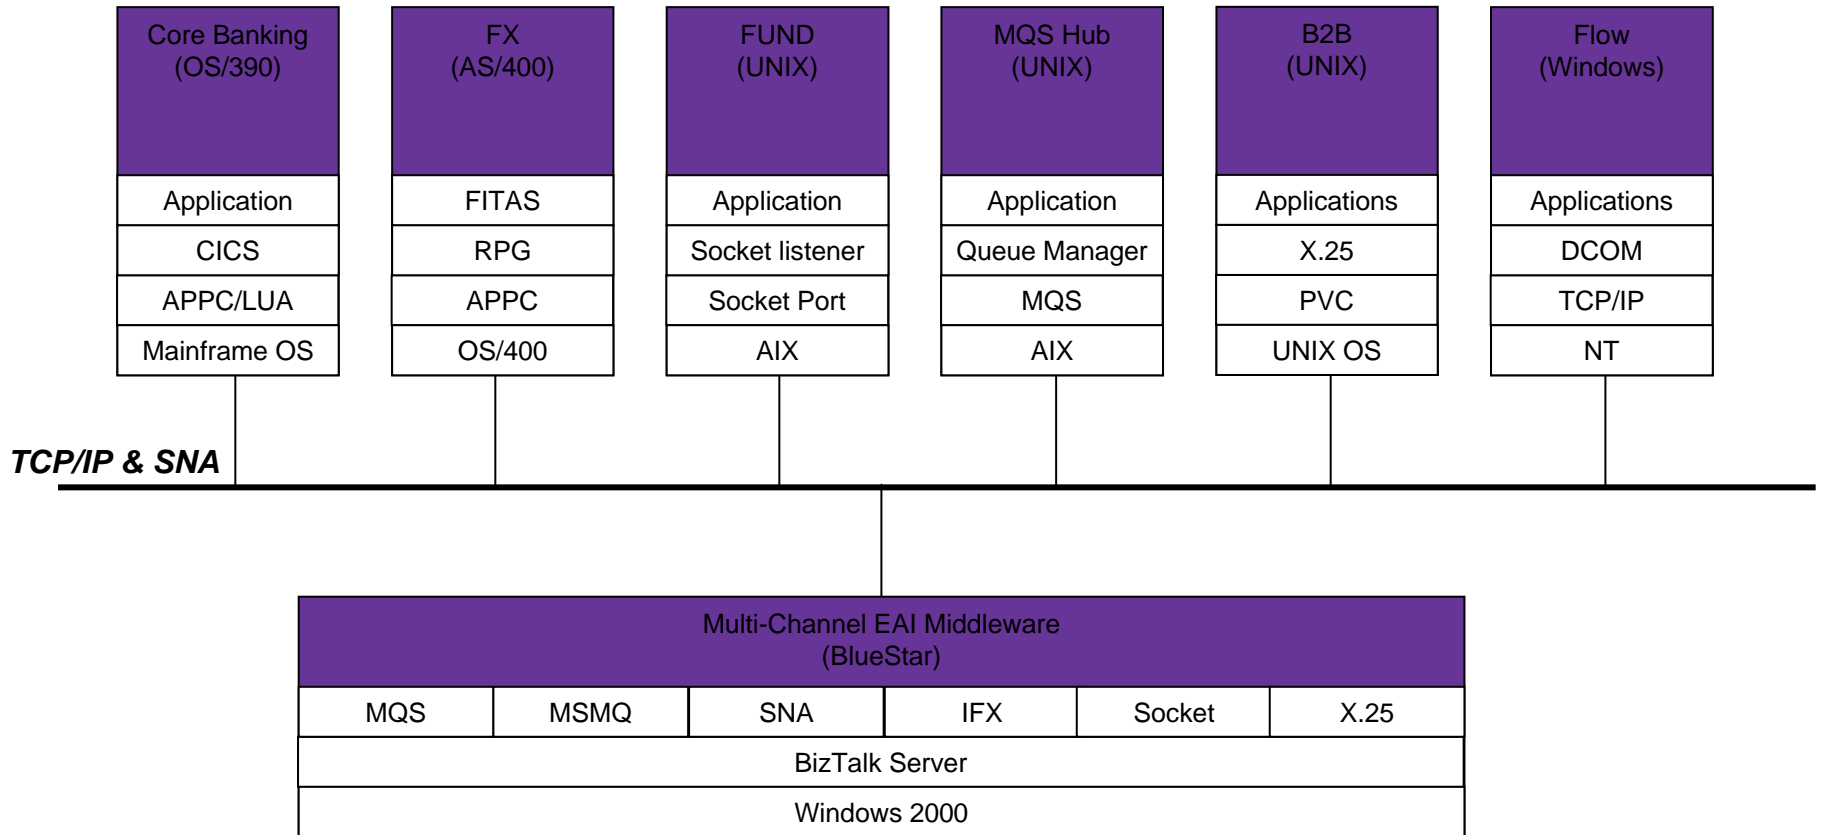 Core Banking
(OS/390)
FX
(AS/400)
FUND
(UNIX)
MQS Hub
(UNIX)
B2B
(UNIX)
Flow
(Windows)
Application
FITAS
Application
Application
Applications
Applications
CICS
RPG
Socket listener
Queue Manager
X.25
DCOM
APPC/LUA
APPC
Socket Port
MQS
PVC
TCP/IP
Mainframe OS
OS/400
AIX
AIX
UNIX OS
NT
TCP/IP & SNA
Multi-Channel EAI Middleware
(BlueStar)
MQS
MSMQ
SNA
IFX
Socket
X.25
BizTalk Server
Windows 2000